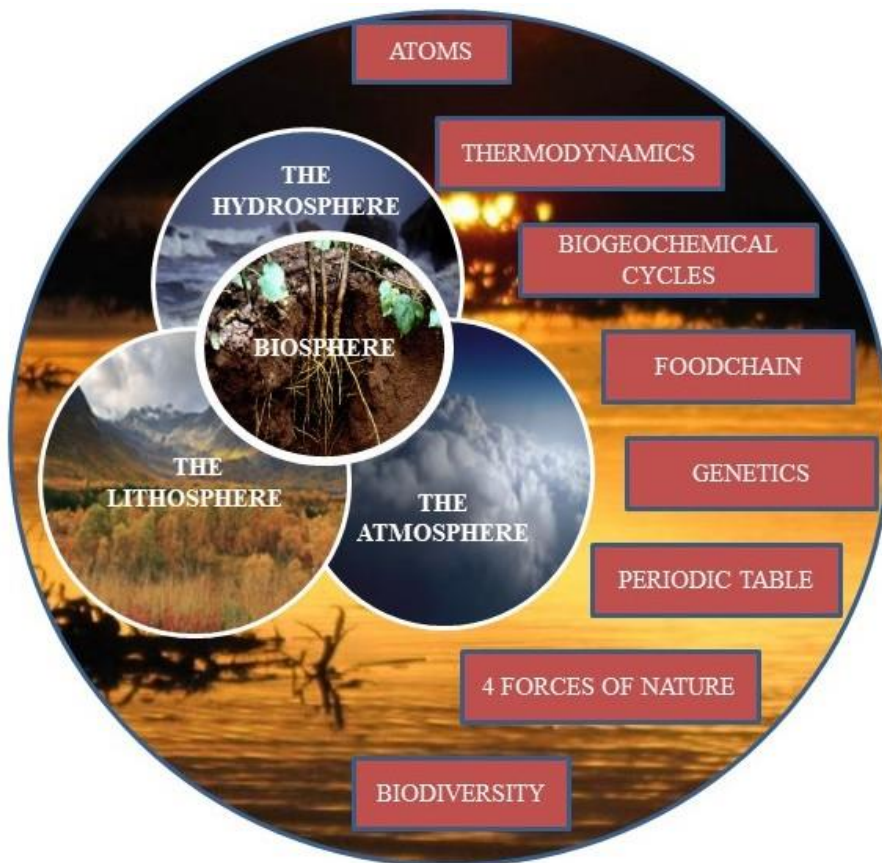 ATOMS
THERMODYNAMICS
THE
HYDROSPHERE
BIOGEOCHEMICAL
CYCLES
BIOSPHERE
FOODCHAIN
THE
LITHOSPHERE
GENETICS
THE
ATMOSPHERE
PERIODIC TABLE
4 FORCES OF NATURE
BIODIVERSITY